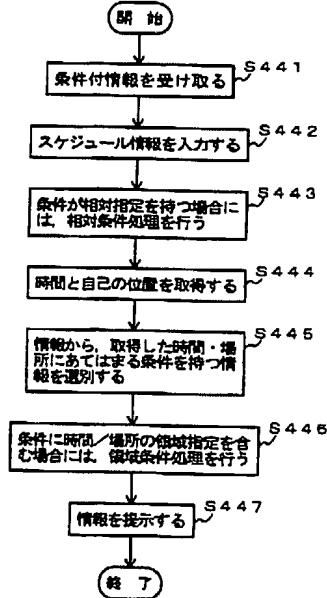 開 始
S441
条件付情報を受け取る
S442
スケジュール情報を入力する
S443
条件が相対指定を持つ場合に
は，相対条件処理を行う
S444
時間と自己の位置を取得する
S445
情報から，取得した時間・場
所にあてはまる条件を持つ情
報を選別する
S446
条件に時間／場所の領域指定を含
む場合には，領域条件処理を行う
S447
情報を提示する
終 了